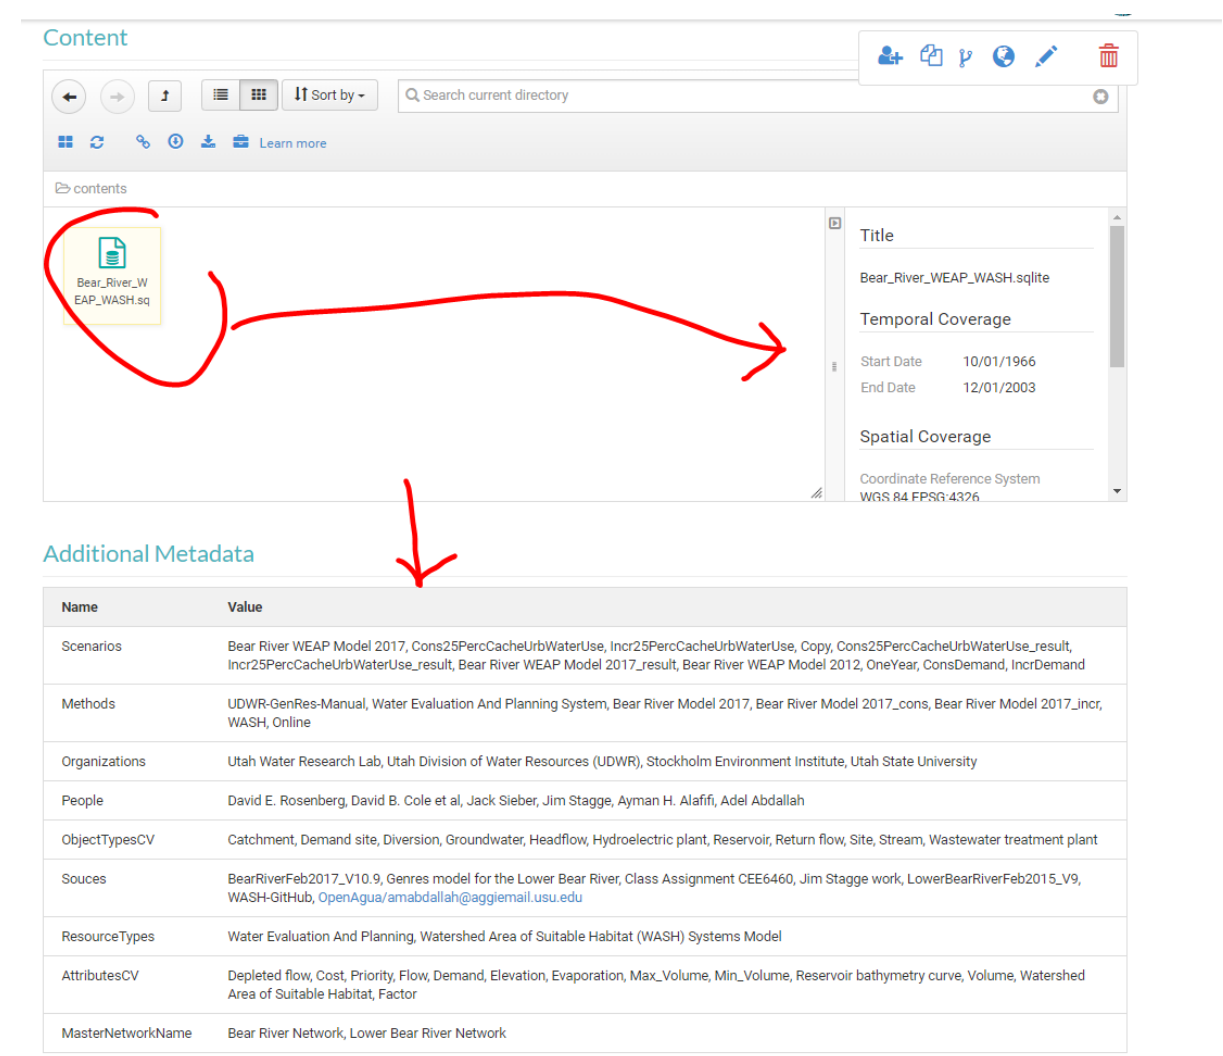 Content
Sort by
Search current directory
Learn more
contents
Bear_River_W
EAP_WASH.sq
Title
Bear_River_WEAP_WASH.sqlite
Temporal Coverage
Start Date 10/01/1966
End Date 12/01/2003
Spatial Coverage
Coordinate Reference System
WGS 84 EPSG:4326
Additional Metadata
Name Value
Scenarios Bear River WEAP Model 2017, Cons25PercCacheUrbWaterUse, Incr25PercCacheUrbWaterUse, Copy, Cons25PercCacheUrbWaterUse_result,
Incr25PercCacheUrbWaterUse_result, Bear River WEAP Model 2017_result, Bear River WEAP Model 2012, OneYear, ConsDemand, IncrDemand
Methods UDWR-GenRes-Manual, Water Evaluation And Planning System, Bear River Model 2017, Bear River Model 2017_cons, Bear River Model 2017_incr,
WASH, Online
Organizations Utah Water Research Lab, Utah Division of Water Resources (UDWR), Stockholm Environment Institute, Utah State University
People David E. Rosenberg, David B. Cole et al, Jack Sieber, Jim Stagge, Ayman H. Alafifi, Adel Abdallah
ObjectTypesCV Catchment, Demand site, Diversion, Groundwater, Headflow, Hydroelectric plant, Reservoir, Return flow, Site, Stream, Wastewater treatment plant
Souces BearRiverFeb2017_V10.9, Genres model for the Lower Bear River, Class Assignment CEE6460, Jim Stagge work, LowerBearRiverFeb2015_V9,
WASH-GitHub, OpenAgua/amabdallah@aggiemail.usu.edu
ResourceTypes Water Evaluation And Planning, Watershed Area of Suitable Habitat (WASH) Systems Model
AttributesCV Depleted flow, Cost, Priority, Flow, Demand, Elevation, Evaporation, Max_Volume, Min_Volume, Reservoir bathymetry curve, Volume, Watershed
Area of Suitable Habitat, Factor
MasterNetworkName Bear River Network, Lower Bear River Network